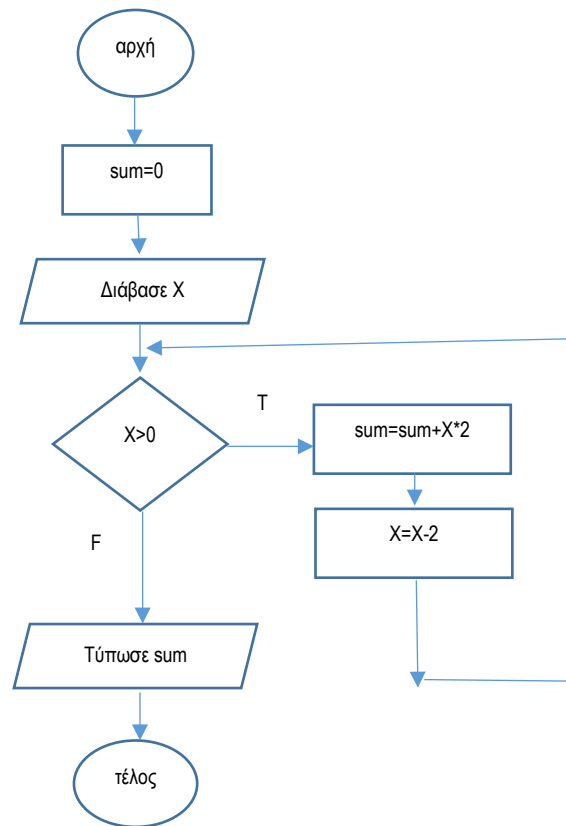 αρχή
sum=0
Διάβασε Χ
X>0
T
sum=sum+X*2
X=X-2
F
Τύπωσε sum
τέλος